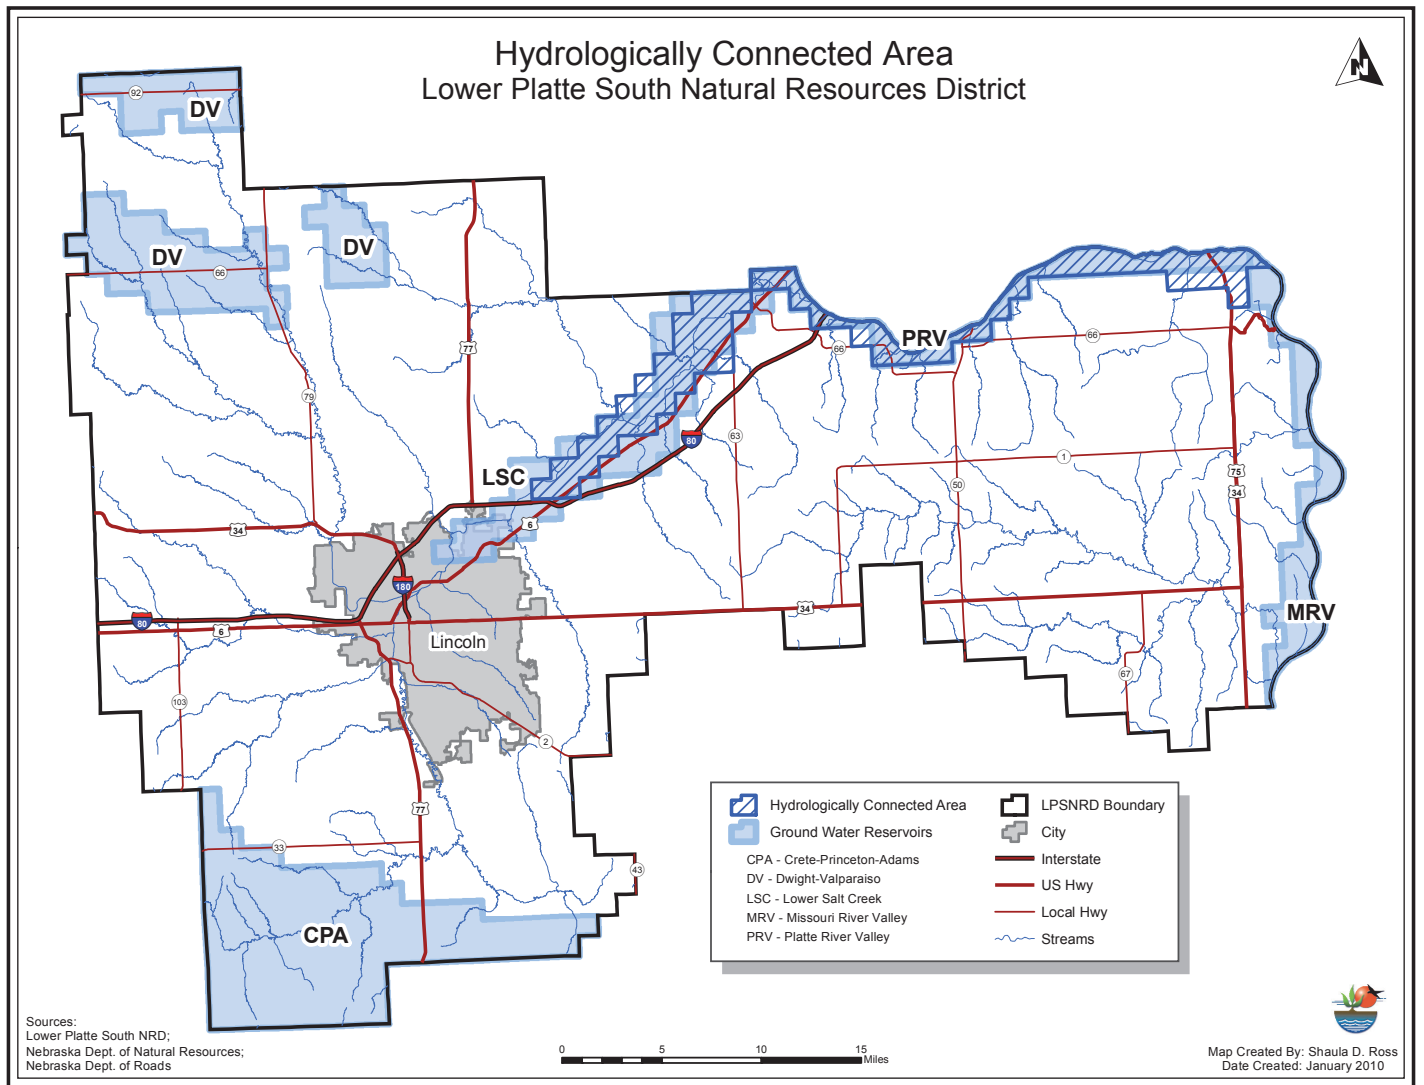 Hydrologically Connected Area
Lower Platte South Natural Resources District
N
92
DV
DV
66
DV
77
79
PRV
66
66
80
63
LSC
6
1
50
75
34
34
180
80
6
34
Lincoln
MRV
103
67
2
77
33
43
CPA
Hydrologically Connected Area
Ground Water Reservoirs
CPA - Crete-Princeton-Adams
DV - Dwight-Valparaiso
LSC - Lower Salt Creek
MRV - Missouri River Valley
PRV - Platte River Valley
LPSNRD Boundary
City
Interstate
US Hwy
Local Hwy
Streams
Sources:
Lower Platte South NRD;
Nebraska Dept. of Natural Resources;
Nebraska Dept. of Roads
0 5 10 15
Miles
Map Created By: Shaula D. Ross
Date Created: January 2010